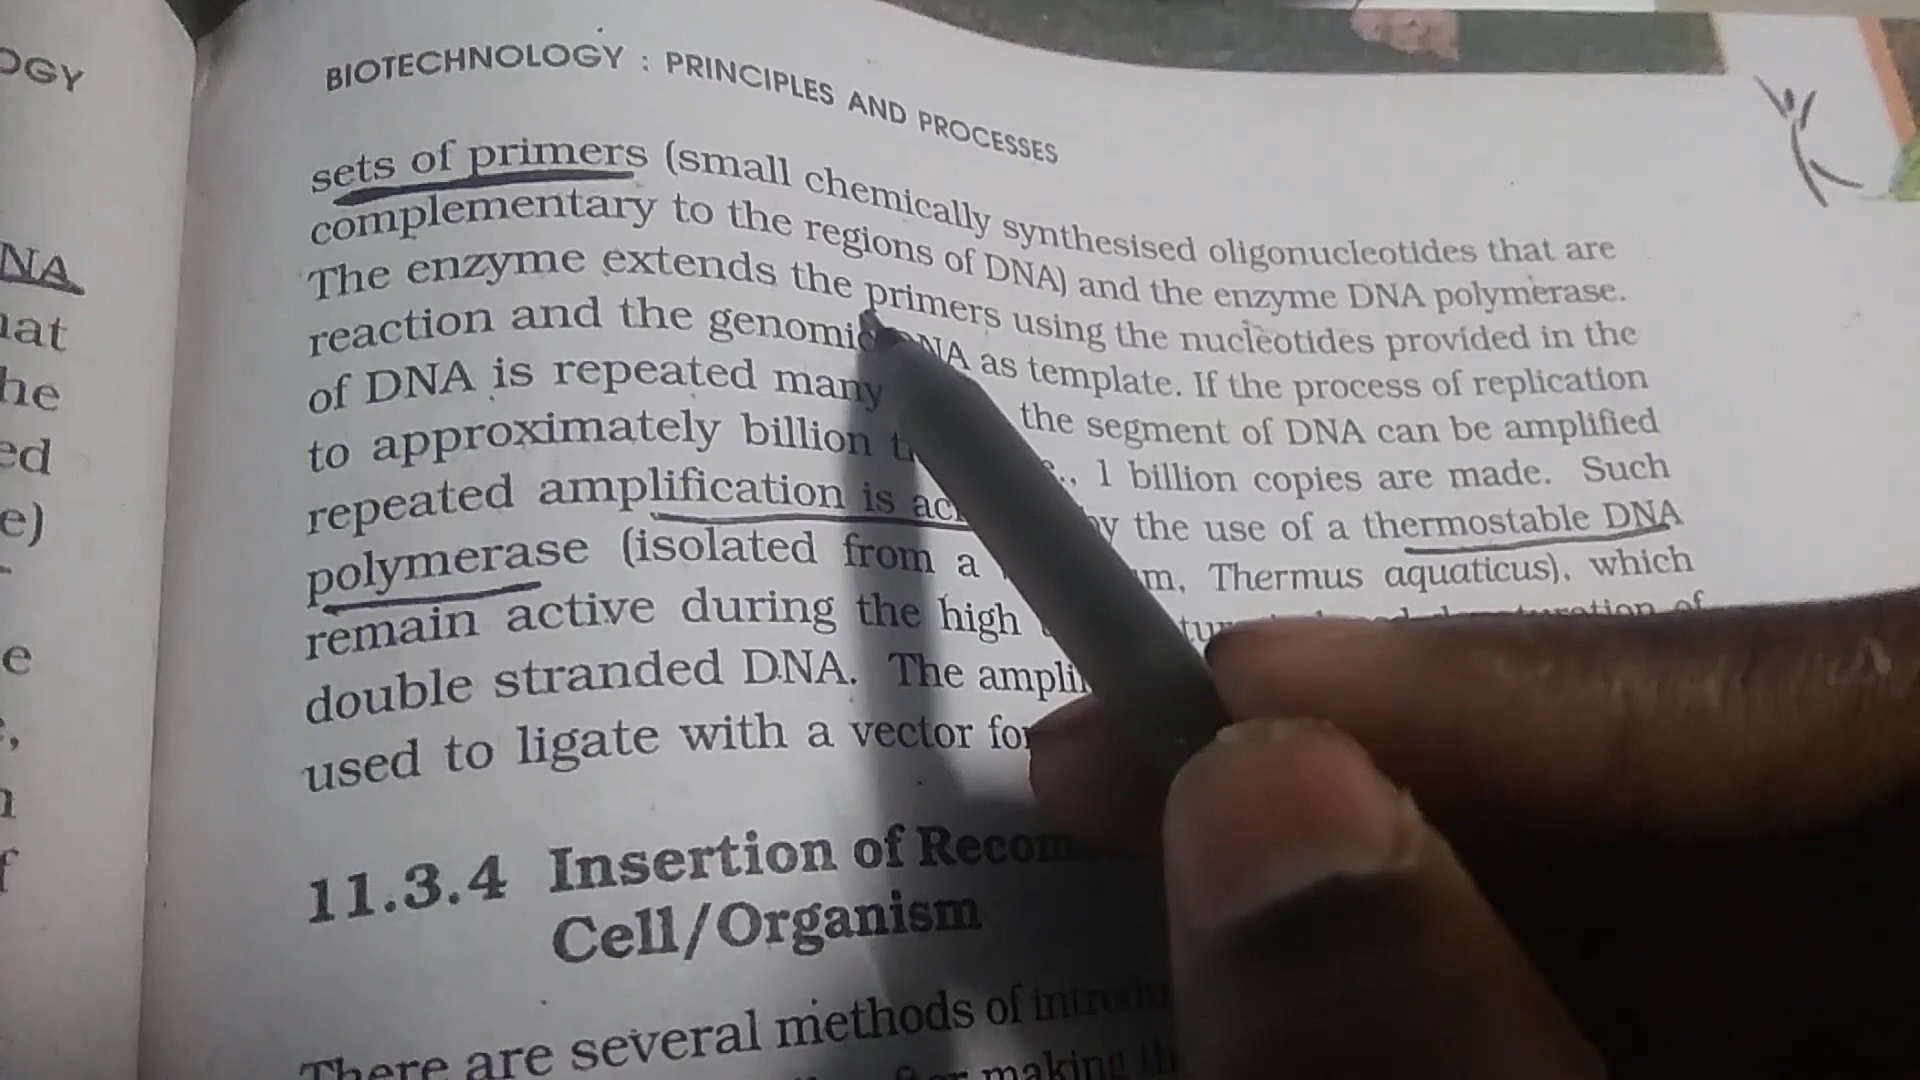 OGY
NA
hat
he
ed
e)
e
f
BIOTECHNOLOGY : PRINCIPLES AND PROCESSES
sets of primers (small chemically synthesised oligonucleotides that are
complementary to the regions of DNA) and the enzyme DNA polymerase.
The enzyme extends the primers using the nucleotides provided in the
reaction and the genomic DNA as template. If the process of replication
of DNA is repeated many the segment of DNA can be amplified
to approximately billion 1 billion copies are made. Such
repeated amplification is by the use of a thermostable DNA
polymerase (isolated from a Thermus aquaticus), which
remain active during the high of
double stranded DNA. The
used to ligate with a vector
11.3.4 Insertion of
Cell/Organism
There are several methods of
making